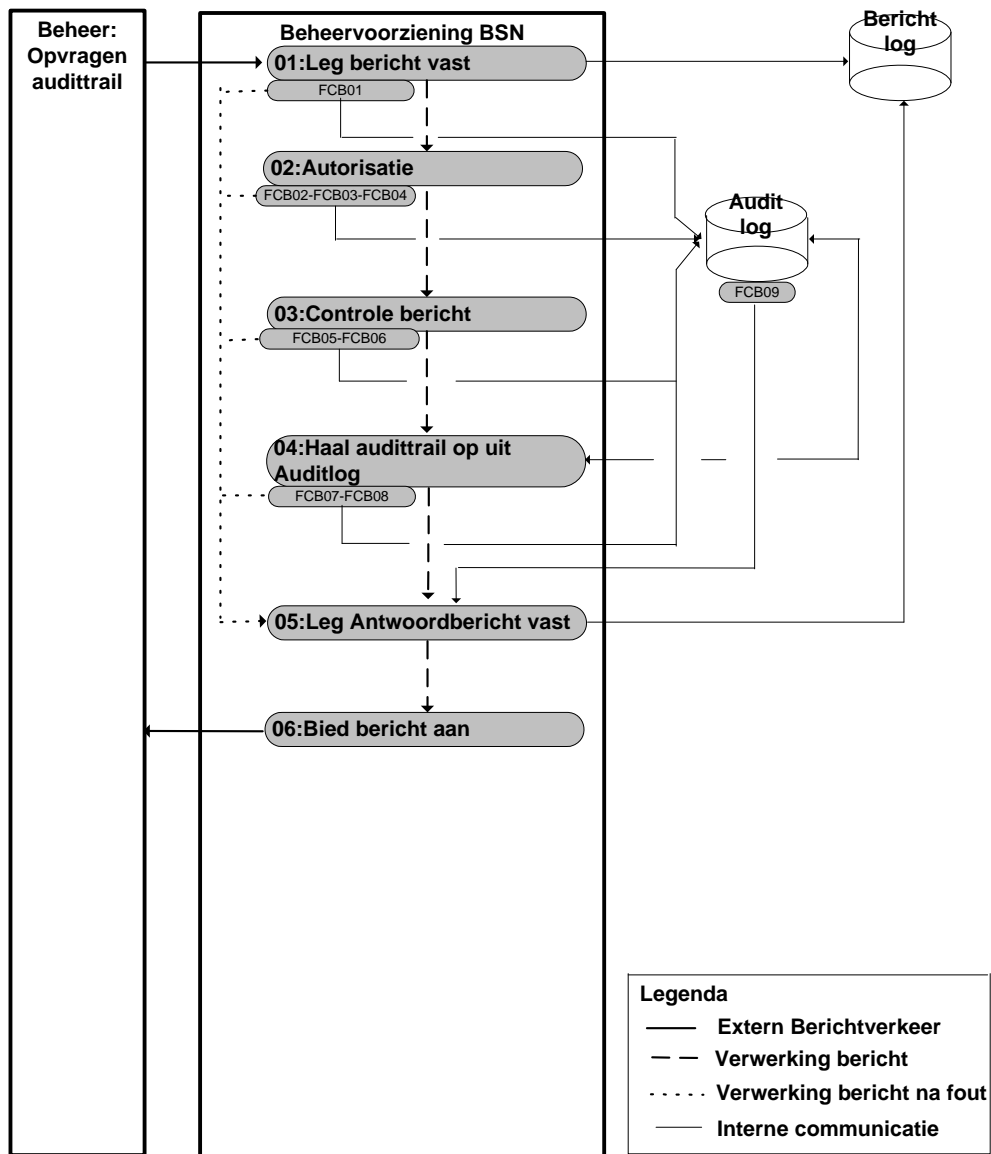 Beheer:
Opvragen
audittrail
Beheervoorziening BSN
Bericht
log
01:Leg bericht vast
FCB01
02:Autorisatie
FCB02-FCB03-FCB04
Audit
log
FCB09
03:Controle bericht
FCB05-FCB06
04:Haal audittrail op uit
Auditlog
FCB07-FCB08
05:Leg Antwoordbericht vast
06:Bied bericht aan
Legenda
Extern Berichtverkeer
Verwerking bericht
Verwerking bericht na fout
Interne communicatie